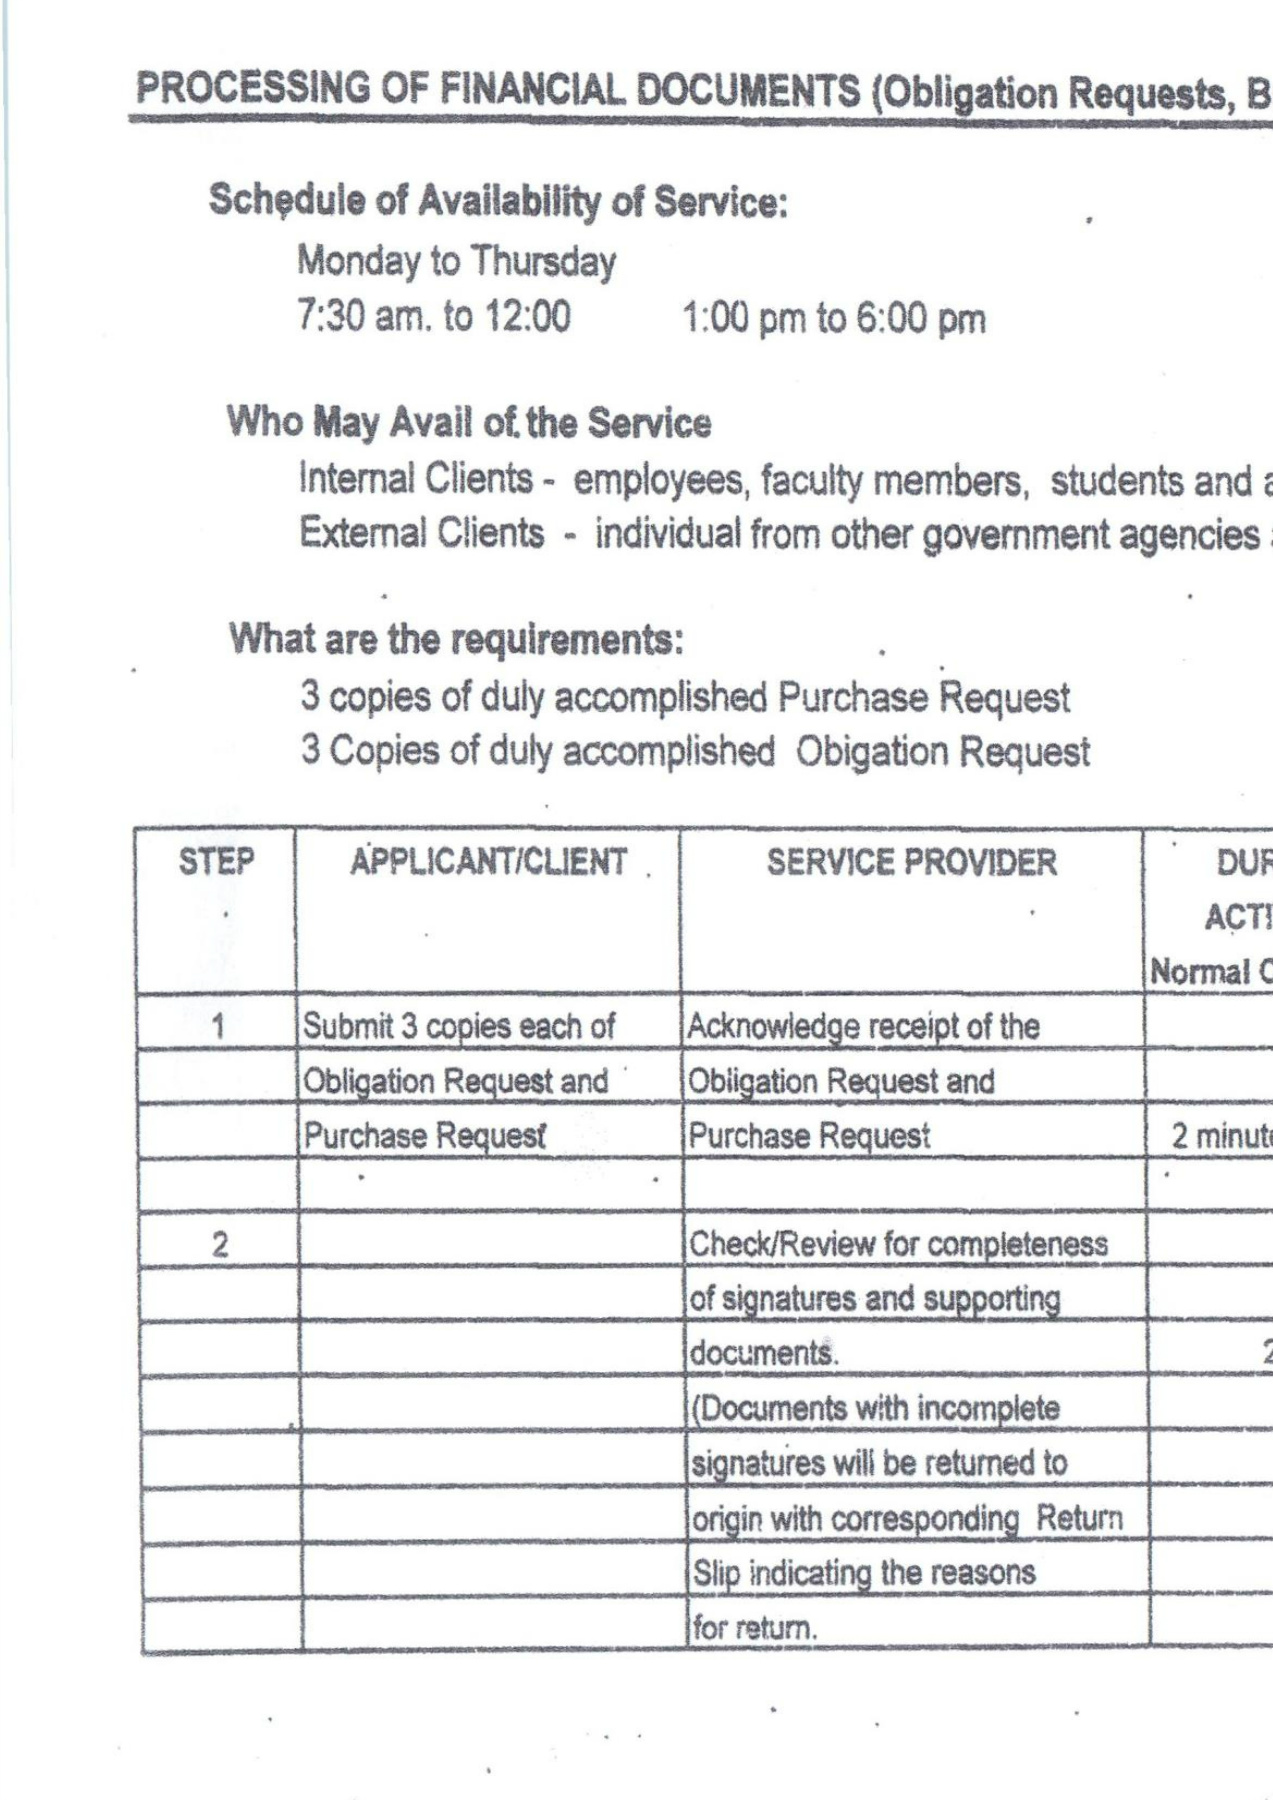 PROCESSING OF FINANCIAL DOCUMENTS (Obligation Requests, B
Schedule of Availability of Service:
Monday to Thursday
7:30 am. to 12:00 1:00 pm to 6:00 pm
Who May Avail of the Service
Internal Clients - employees, faculty members, students and a
External Clients - individual from other government agencies
What are the requirements:
3 copies of duly accomplished Purchase Request
3 Copies of duly accomplished Obigation Request
STEP APPLICANT/CLIENT SERVICE PROVIDER DUR
ACTI
Normal C
1 Submit 3 copies each of Acknowledge receipt of the
Obligation Request and Obligation Request and
Purchase Request Purchase Request 2 minute
2 Check/Review for completeness
of signatures and supporting
documents. 2
(Documents with incomplete
signatures will be returned to
origin with corresponding Return
Slip indicating the reasons
for return.